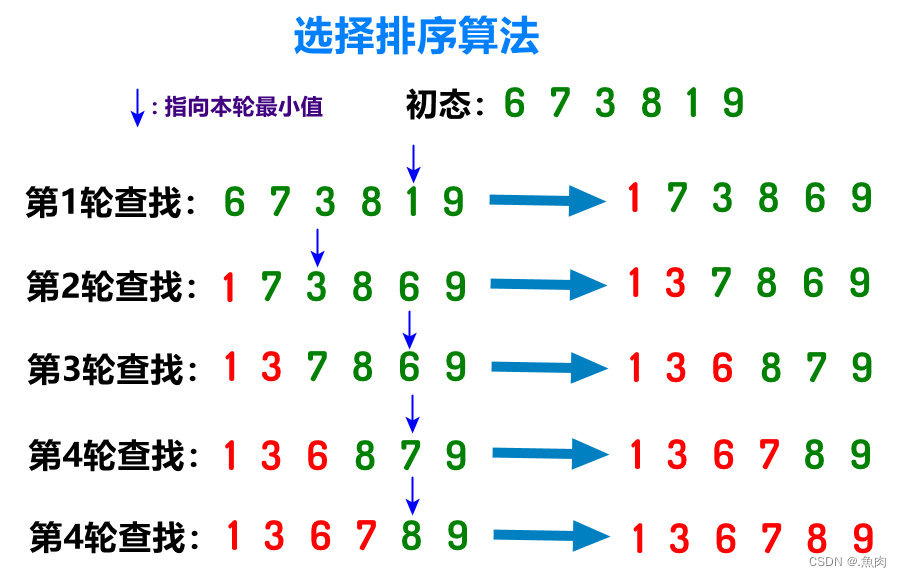 选择排序算法
：指向本轮最小值 初态：6 7 3 8 1 9
第1轮查找：6 7 3 8 1 9 1 7 3 8 6 9
第2轮查找：1 7 3 8 6 9 1 3 7 8 6 9
第3轮查找：1 3 7 8 6 9 1 3 6 8 7 9
第4轮查找：1 3 6 8 7 9 1 3 6 7 8 9
第4轮查找：1 3 6 7 8 9 1 3 6 7 8 9
CSDN @.魚肉